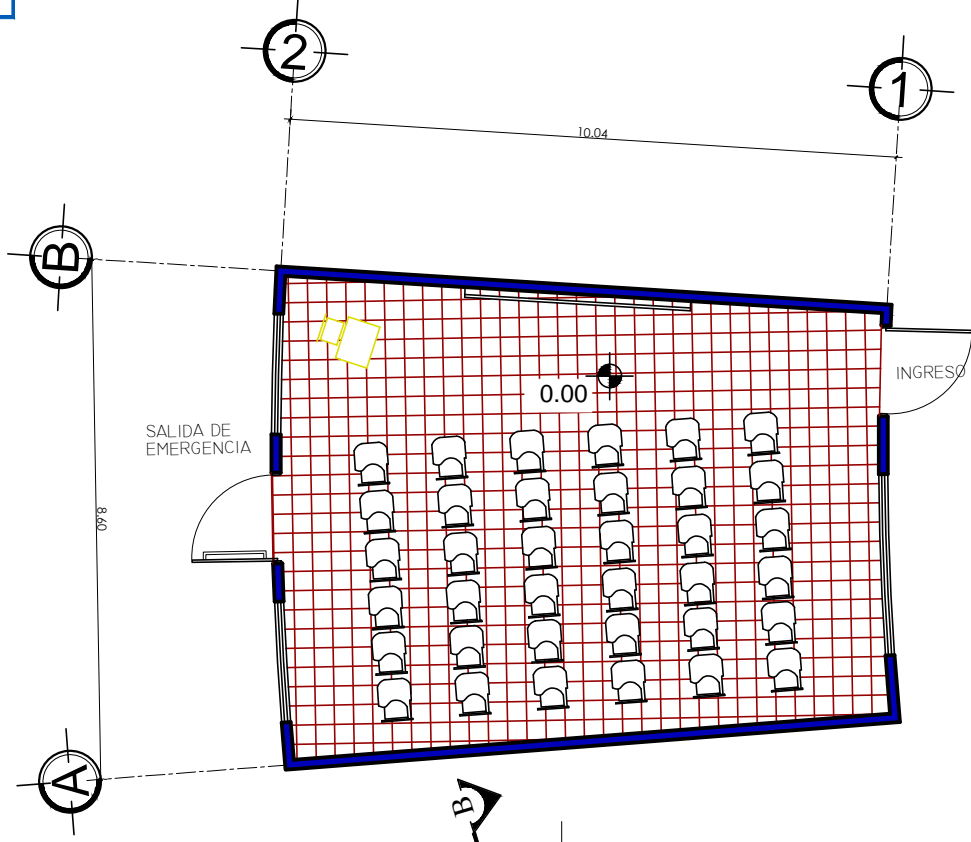 2
1
10.04
B
INGRESO
0.00
SALIDA DE
EMERGENCIA
8.60
A
B